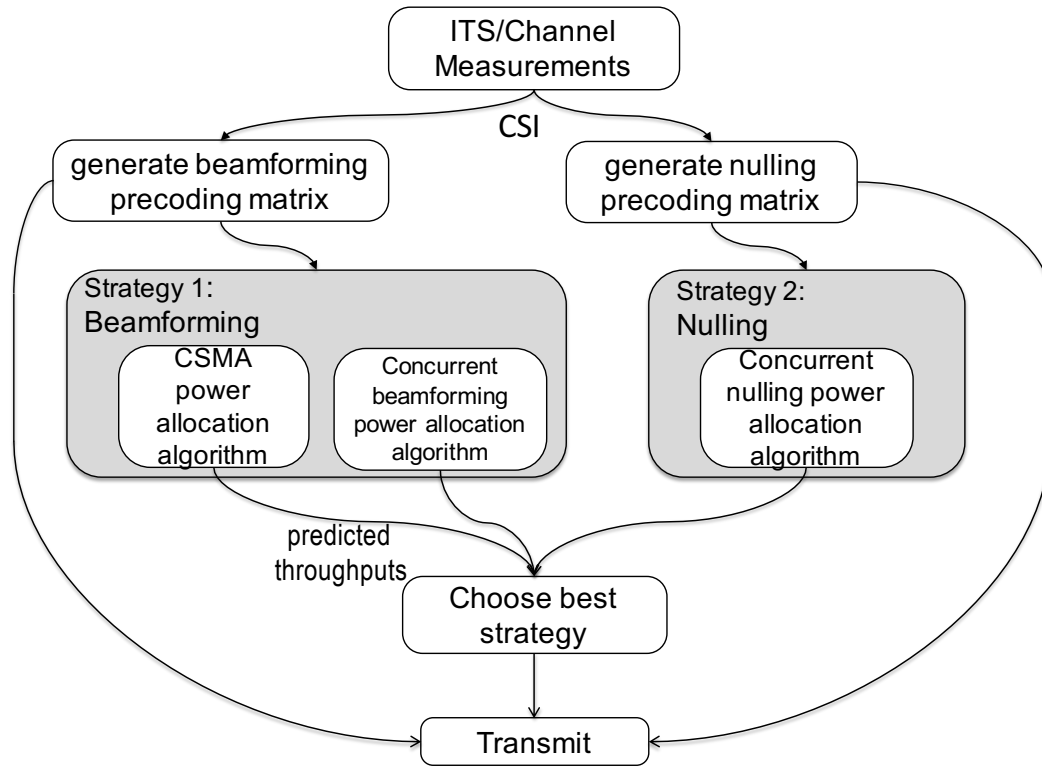 ITS/Channel
Measurements
CSI
generate beamforming
precoding matrix
generate nulling
precoding matrix
Strategy 1:
Beamforming
CSMA
power
allocation
algorithm
Concurrent
beamforming
power allocation
algorithm
Strategy 2:
Nulling
Concurrent
nulling power
allocation
algorithm
predicted
throughputs
Choose best
strategy
Transmit